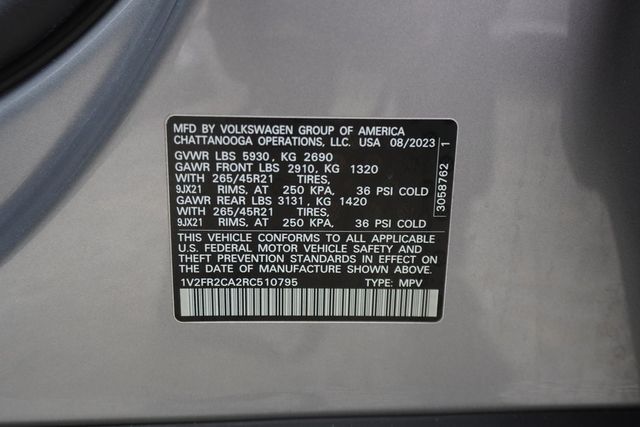 MFD BY VOLKSWAGEN GROUP OF AMERICA
CHATTANOOGA OPERATIONS, LLC. USA 08/2023
GVWR LBS 5930, KG 2690
GAWR FRONT LBS 2910, KG 1320
WITH 265/45R21 TIRES,
9JX21 RIMS, AT 250 KPA, 36 PSI COLD
GAWR REAR LBS 3131, KG 1420
WITH 265/45R21 TIRES,
9JX21 RIMS, AT 250 KPA, 36 PSI COLD
THIS VEHICLE CONFORMS TO ALL APPLICABLE
U.S. FEDERAL MOTOR VEHICLE SAFETY AND
THEFT PREVENTION STANDARDS IN EFFECT ON
THE DATE OF MANUFACTURE SHOWN ABOVE.
1V2FR2CA2RC510795 TYPE: MPV
3058762 1